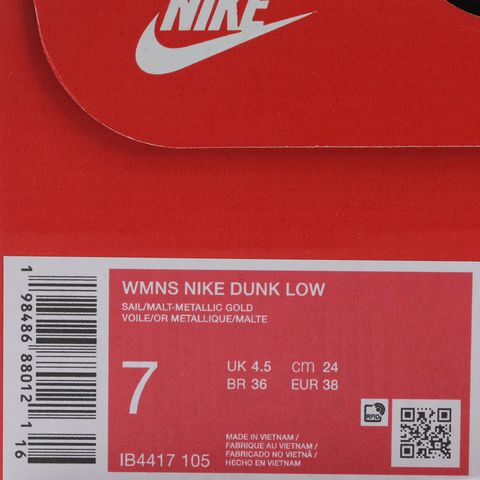 NIKE
WMNS NIKE DUNK LOW
SAIL/MALT-METALLIC GOLD
VOILE/OR METALLIQUE/MALTE
7
UK 4.5 cm 24
BR 36 EUR 38
MADE IN VIETNAM /
FABRIQUE AU VIETNAM /
FABRICADO NO VIETNÃ /
HECHO EN VIETNAM
IB4417 105
RFID
1 98486 88012 1 16